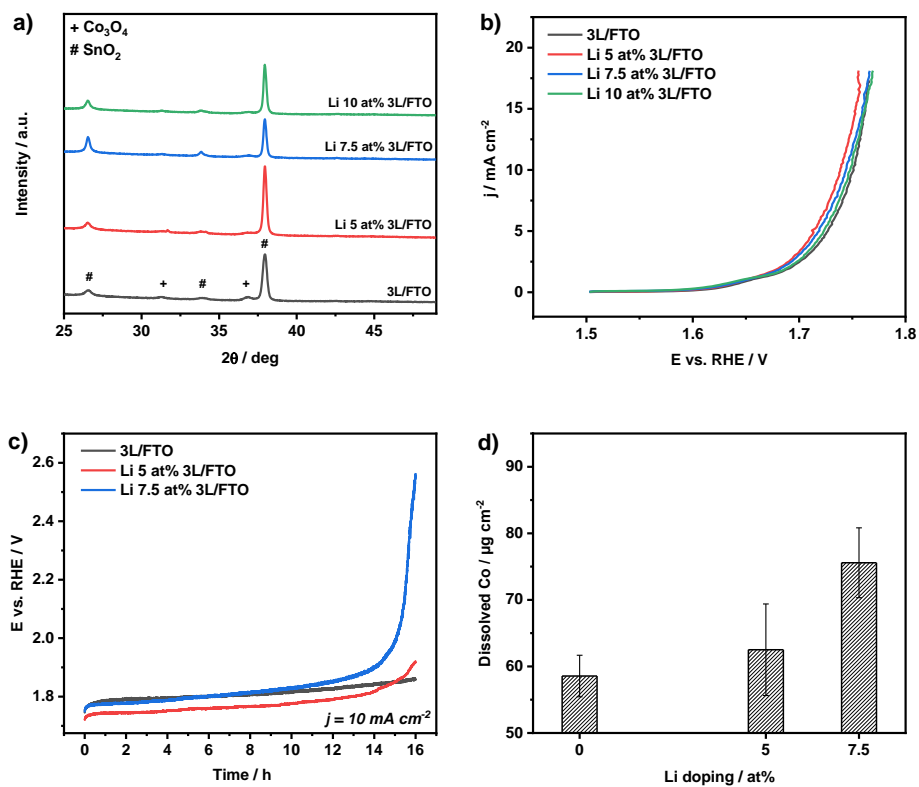 a)
+ Co3O4
# SnO2
Li 10 at% 3L/FTO
Li 7.5 at% 3L/FTO
Li 5 at% 3L/FTO
# + # + #
3L/FTO
Intensity / a.u.
25 30 35 40 45
2θ / deg
b)
3L/FTO
Li 5 at% 3L/FTO
Li 7.5 at% 3L/FTO
Li 10 at% 3L/FTO
j / mA cm-2
20
15
10
5
0
1.5 1.6 1.7 1.8
E vs. RHE / V
c)
3L/FTO
Li 5 at% 3L/FTO
Li 7.5 at% 3L/FTO
E vs. RHE / V
2.6
2.4
2.2
2.0
1.8
1.6
j = 10 mA cm-2
0 2 4 6 8 10 12 14 16
Time / h
d)
Dissolved Co / µg cm-2
90
80
70
60
50
0 5 7.5
Li doping / at%